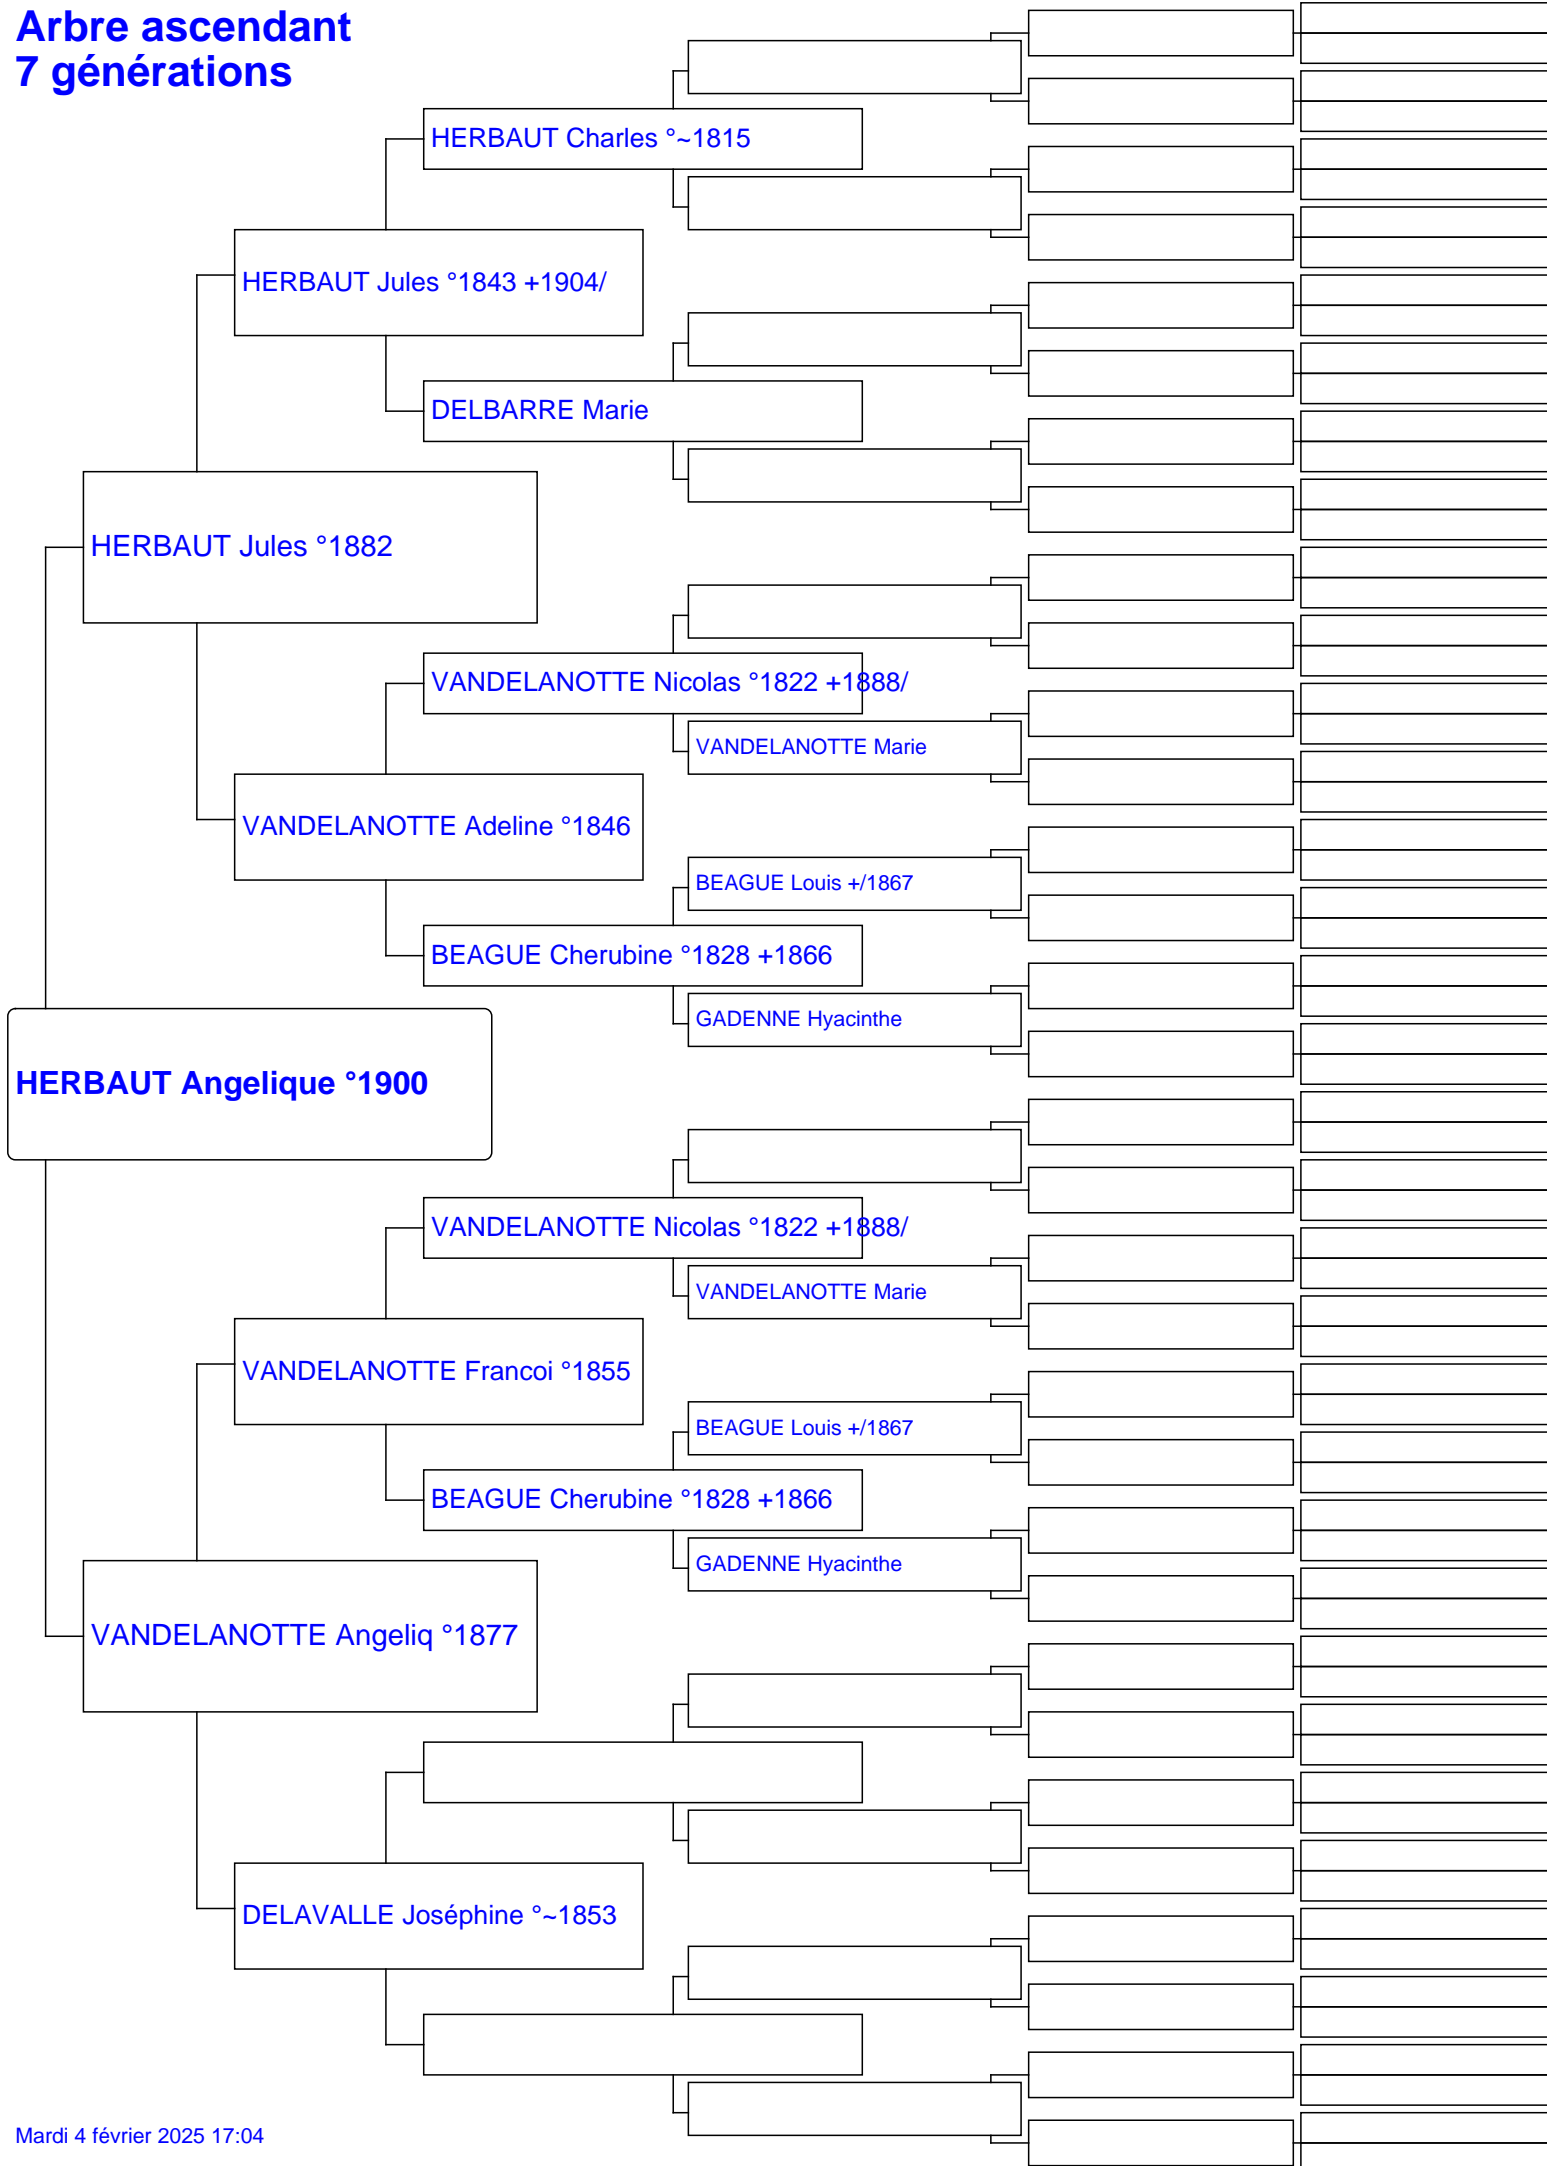 Arbre ascendant
7 générations
HERBAUT Charles °~1815
HERBAUT Jules °1843 +1904/
DELBARRE Marie
HERBAUT Jules °1882
VANDELANOTTE Nicolas °1822 +1888/
VANDELANOTTE Marie
VANDELANOTTE Adeline °1846
BEAGUE Louis +/1867
BEAGUE Cherubine °1828 +1866
GADENNE Hyacinthe
HERBAUT Angelique °1900
VANDELANOTTE Nicolas °1822 +1888/
VANDELANOTTE Marie
VANDELANOTTE Francoi °1855
BEAGUE Louis +/1867
BEAGUE Cherubine °1828 +1866
GADENNE Hyacinthe
VANDELANOTTE Angeliq °1877
DELAVALLE Joséphine °~1853
Mardi 4 février 2025 17:04